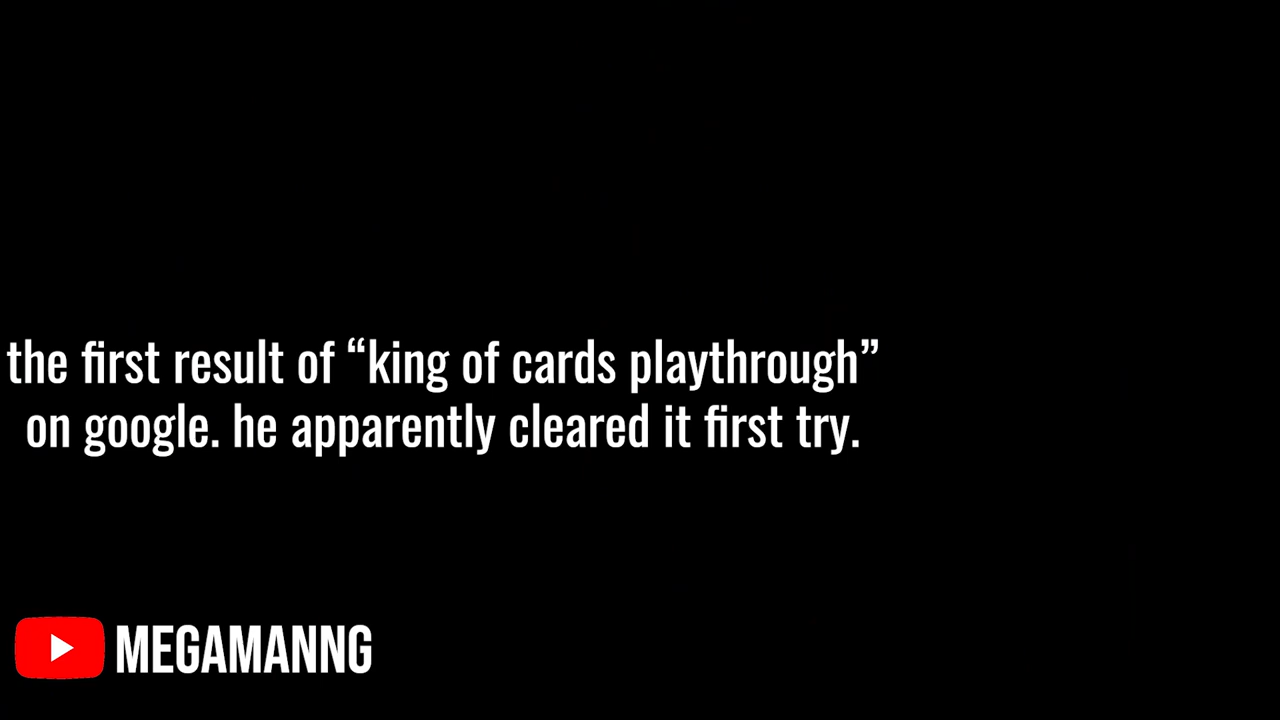 the first result of “king of cards playthrough”
on google. he apparently cleared it first try.
MEGAMANNG